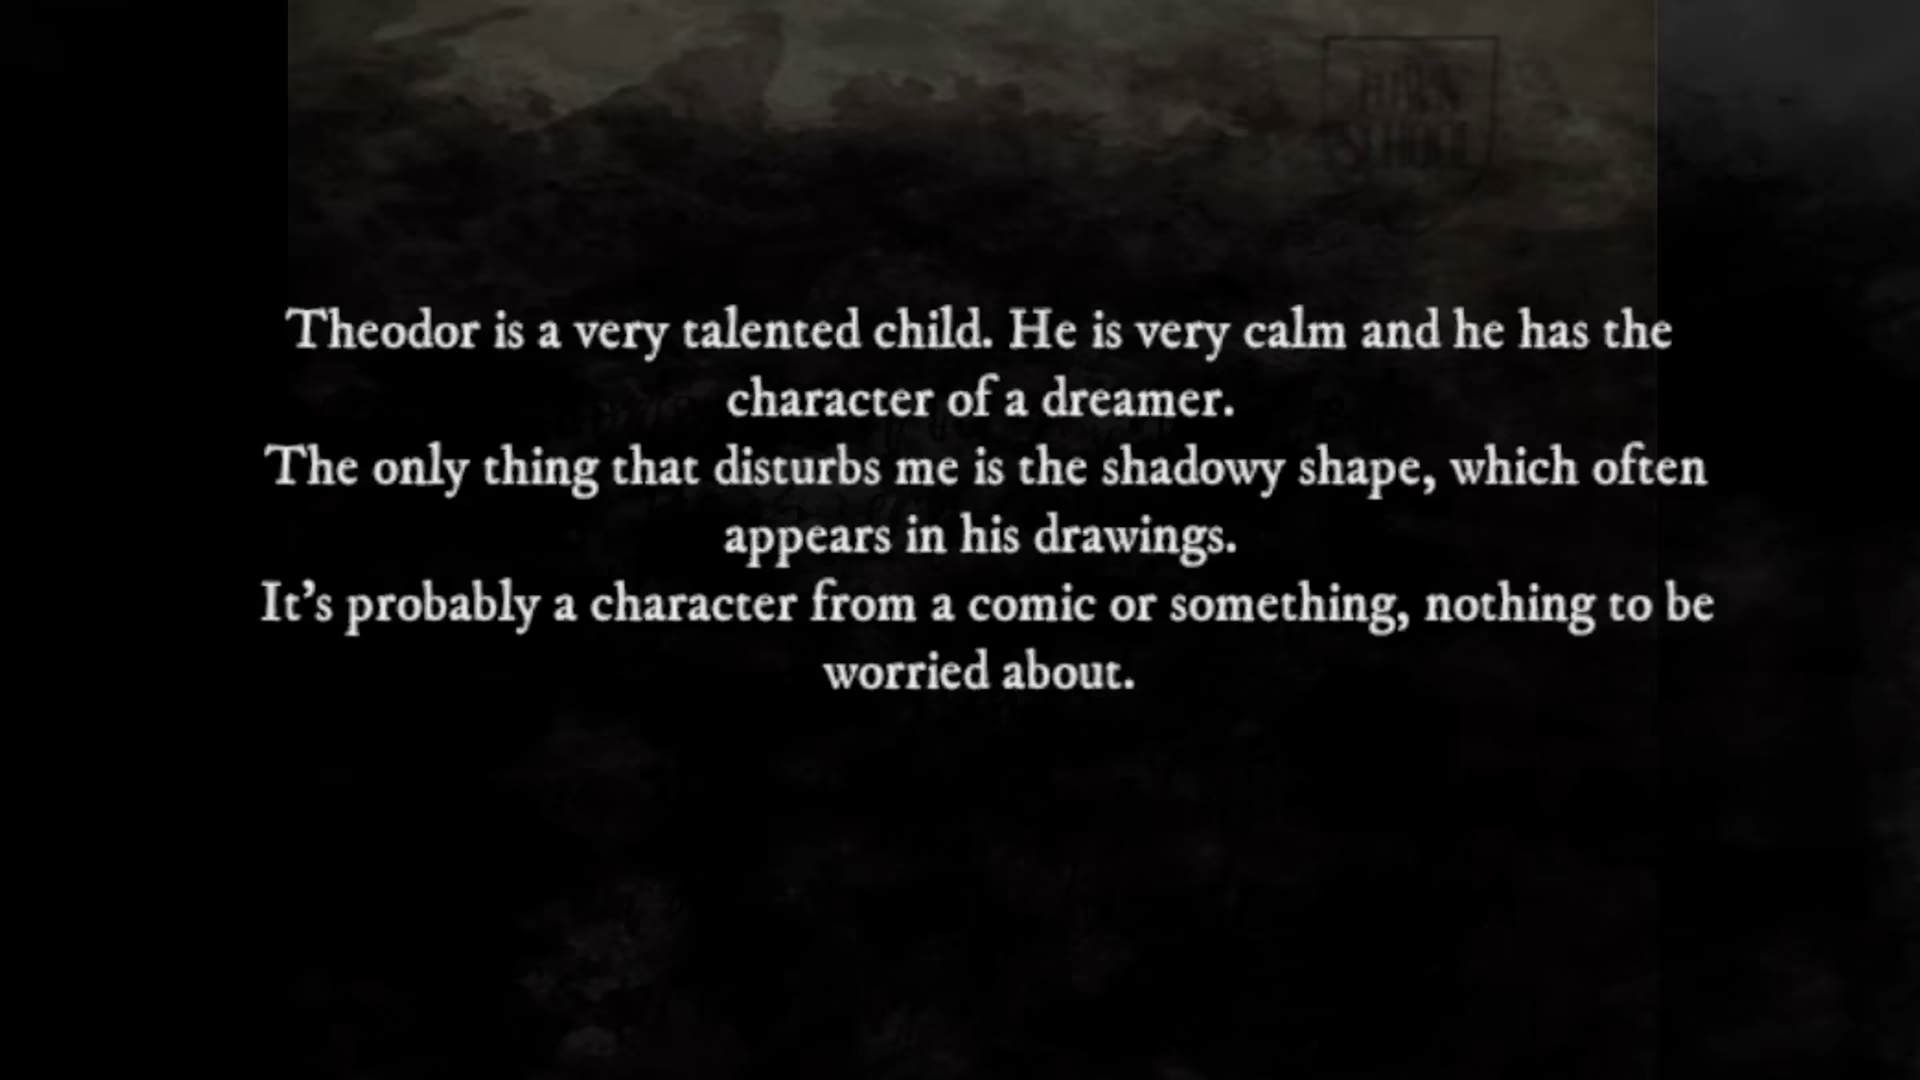 Theodor is a very talented child. He is very calm and he has the
character of a dreamer.
The only thing that disturbs me is the shadowy shape, which often
appears in his drawings.
It's probably a character from a comic or something, nothing to be
worried about.